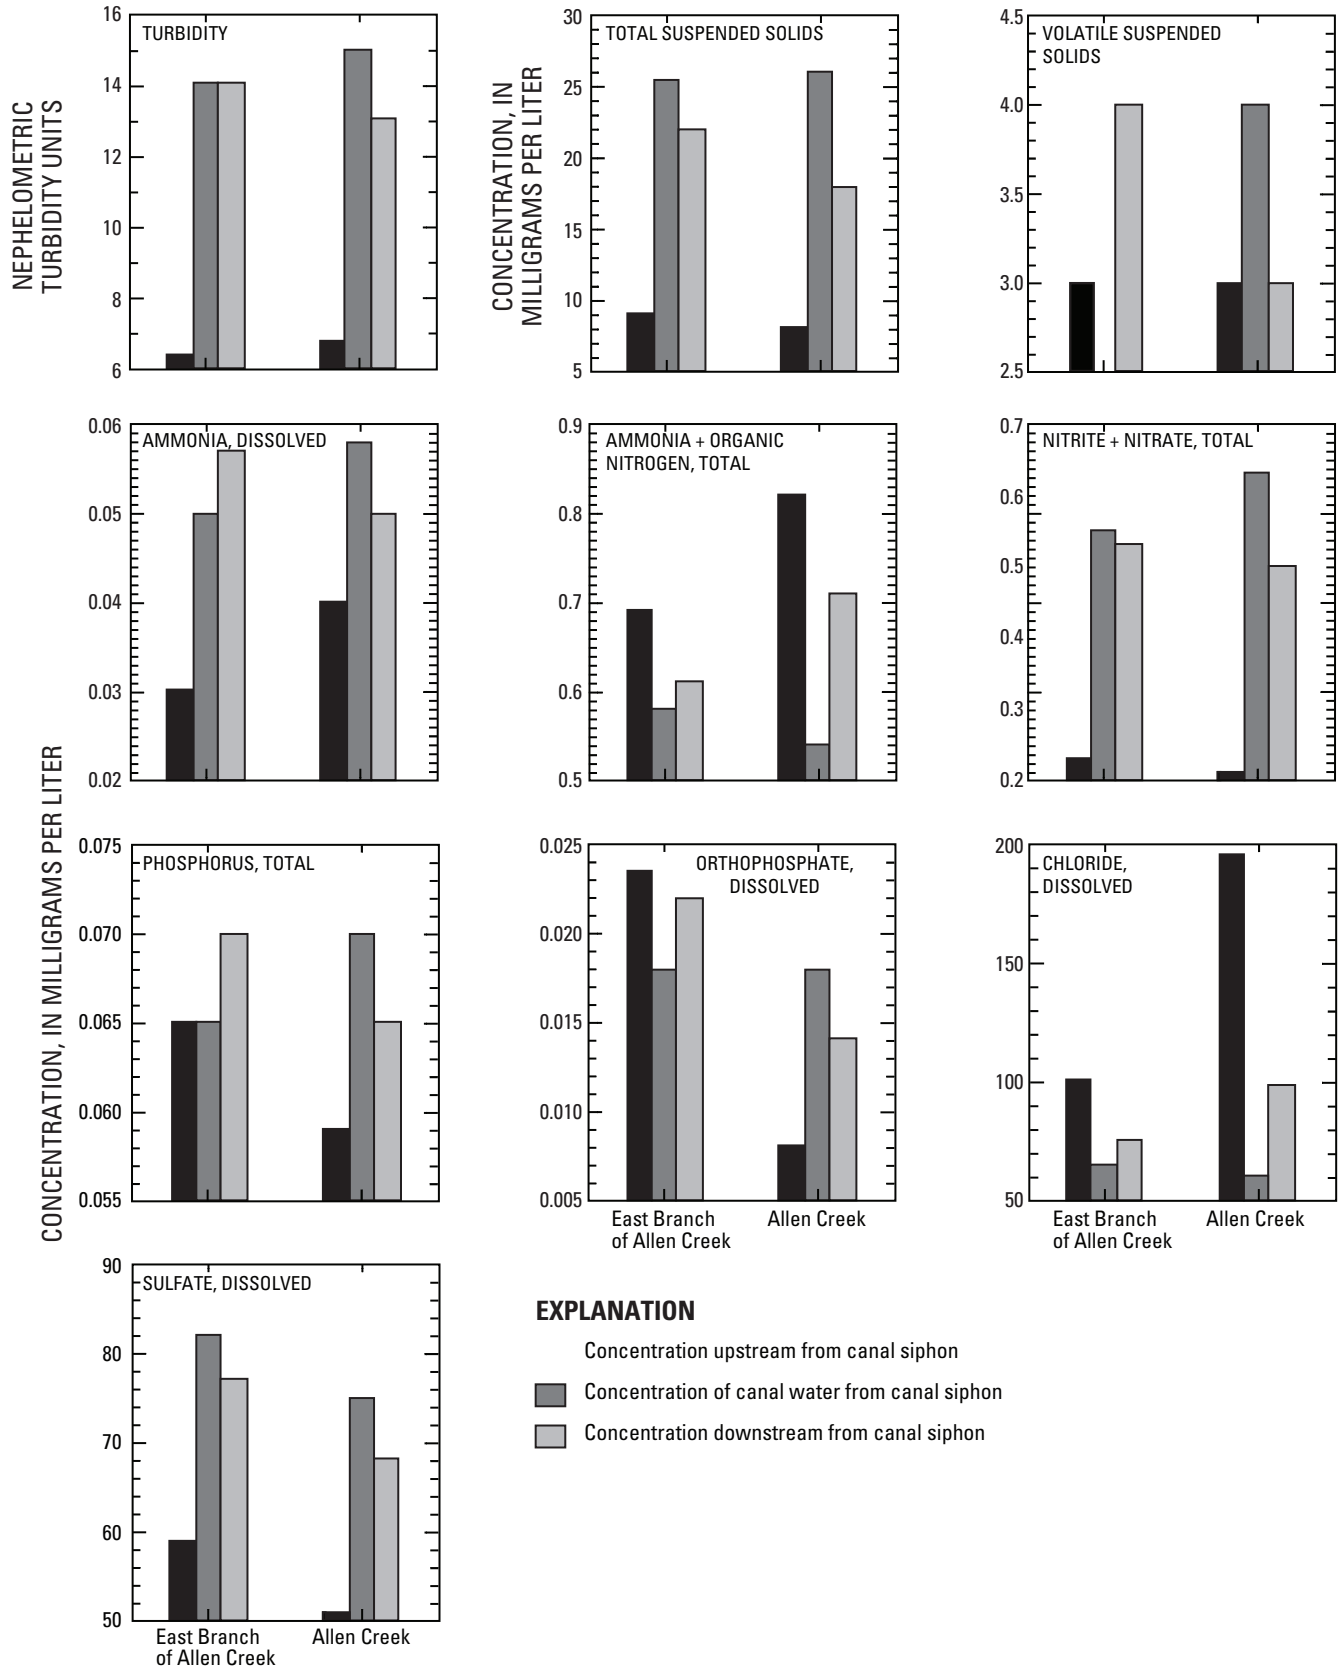 NEPHELOMETRIC
TURBIDITY UNITS
TURBIDITY
16
14
12
10
8
6
CONCENTRATION, IN
MILLIGRAMS PER LITER
TOTAL SUSPENDED SOLIDS
30
25
20
15
10
5
VOLATILE SUSPENDED
SOLIDS
4.5
4.0
3.5
3.0
2.5
CONCENTRATION, IN MILLIGRAMS PER LITER
AMMONIA, DISSOLVED
0.06
0.05
0.04
0.03
0.02
AMMONIA + ORGANIC
NITROGEN, TOTAL
0.9
0.8
0.7
0.6
0.5
NITRITE + NITRATE, TOTAL
0.7
0.6
0.5
0.4
0.3
0.2
PHOSPHORUS, TOTAL
0.075
0.070
0.065
0.060
0.055
ORTHOPHOSPHATE,
DISSOLVED
0.025
0.020
0.015
0.010
0.005
East Branch
of Allen Creek
Allen Creek
CHLORIDE,
DISSOLVED
200
150
100
50
East Branch
of Allen Creek
Allen Creek
SULFATE, DISSOLVED
90
80
70
60
50
East Branch
of Allen Creek
Allen Creek
EXPLANATION
Concentration upstream from canal siphon
Concentration of canal water from canal siphon
Concentration downstream from canal siphon